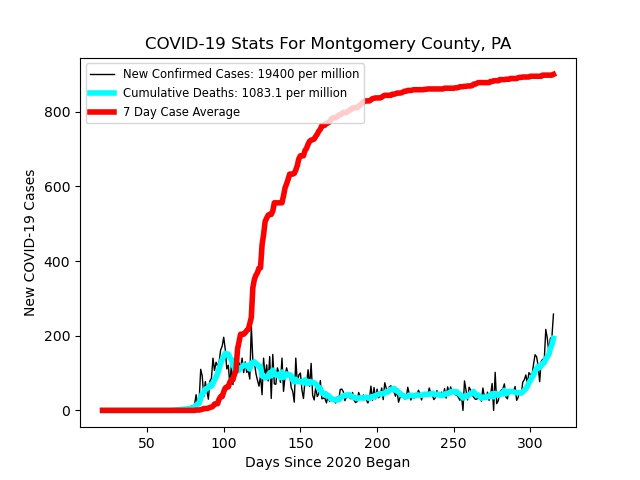 COVID-19 Stats For Montgomery County, PA
New Confirmed Cases: 19400 per million
Cumulative Deaths: 1083.1 per million
7 Day Case Average
New COVID-19 Cases
800
600
400
200
0
50 100 150 200 250 300
Days Since 2020 Began